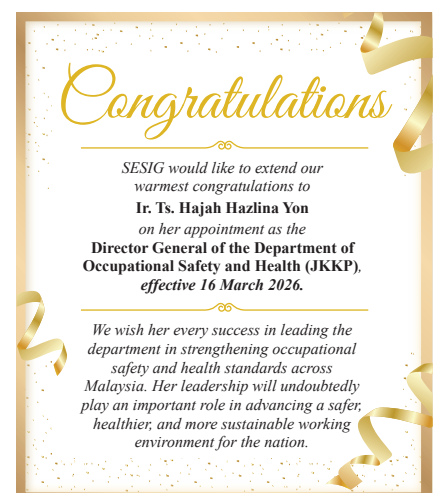 Congratulations
SESIG would like to extend our
warmest congratulations to
Ir. Ts. Hajah Hazlina Yon
on her appointment as the
Director General of the Department of
Occupational Safety and Health (JKKP),
effective 16 March 2026.
We wish her every success in leading the
department in strengthening occupational
safety and health standards across
Malaysia. Her leadership will undoubtedly
play an important role in advancing a safer,
healthier, and more sustainable working
environment for the nation.